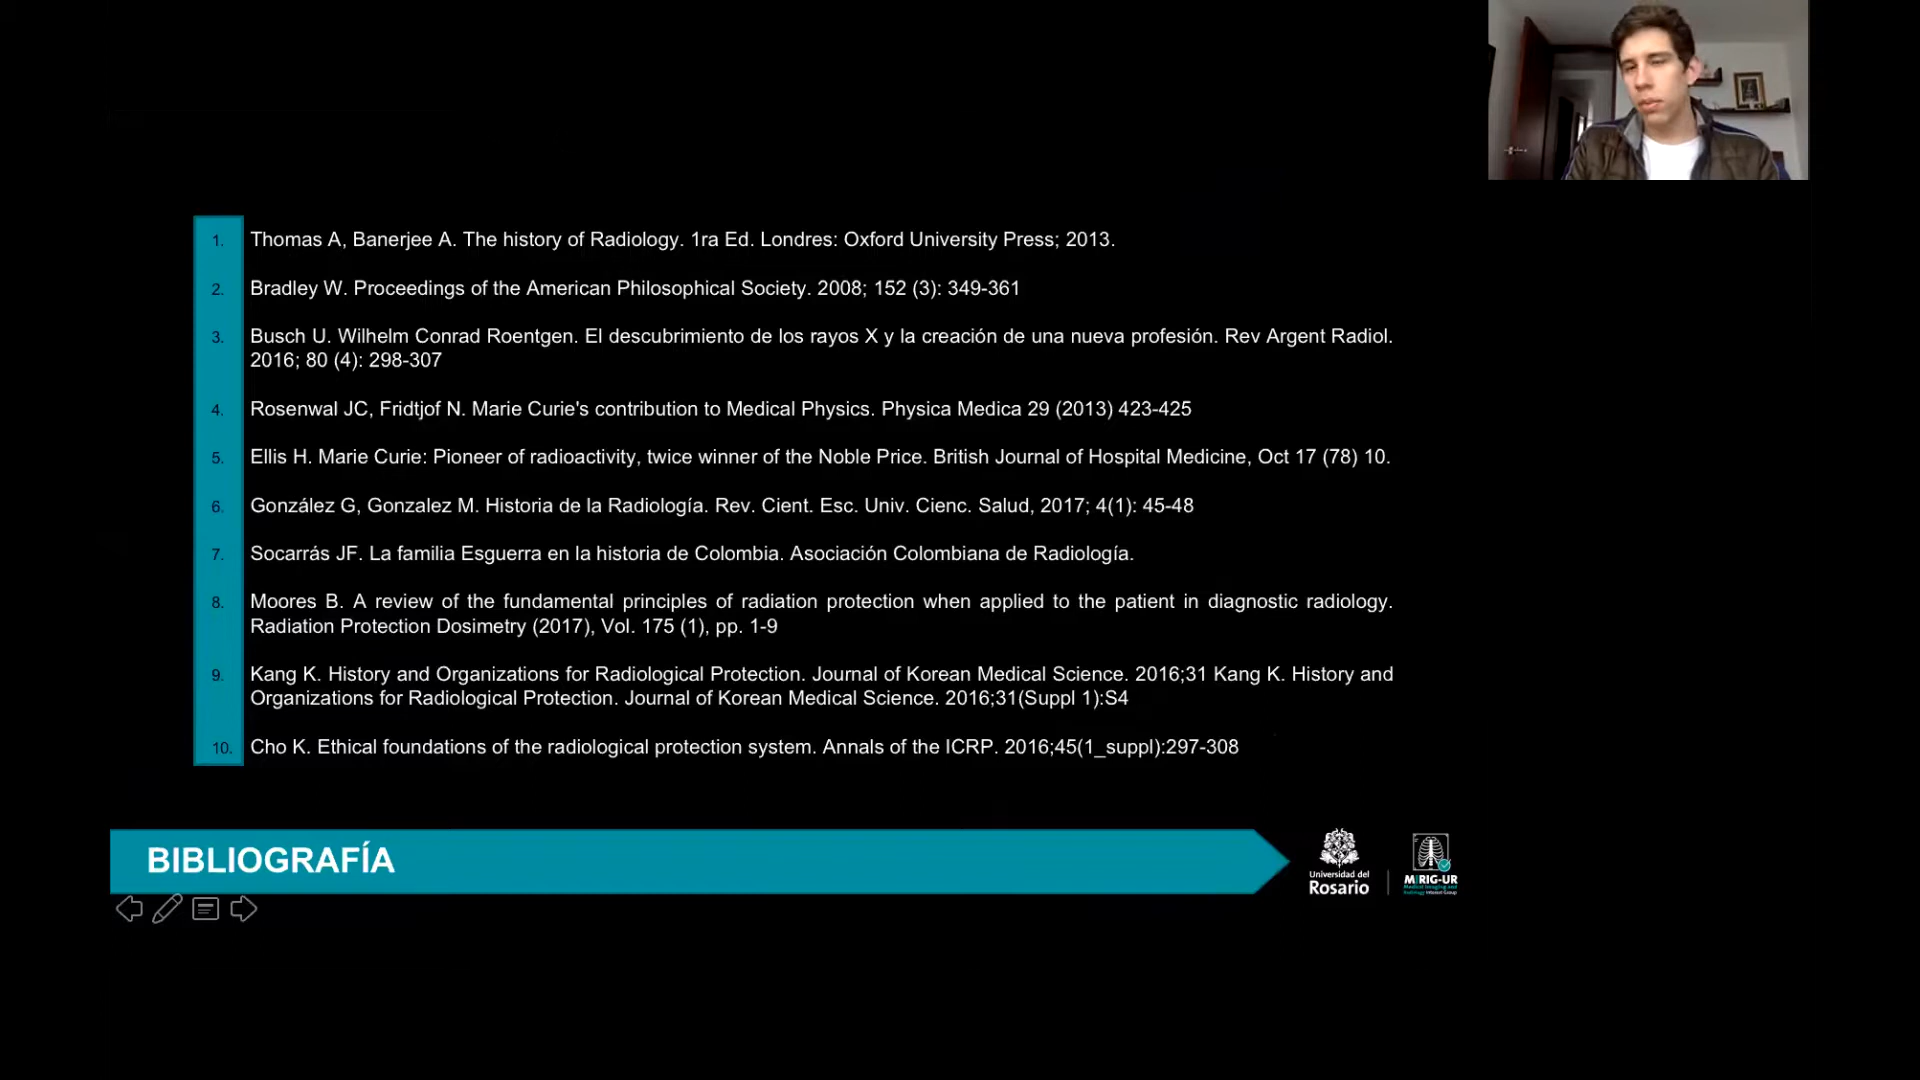 1. Thomas A, Banerjee A. The history of Radiology. 1ra Ed. Londres: Oxford University Press; 2013.
2. Bradley W. Proceedings of the American Philosophical Society. 2008; 152 (3): 349-361
3. Busch U. Wilhelm Conrad Roentgen. El descubrimiento de los rayos X y la creación de una nueva profesión. Rev Argent Radiol.
2016; 80 (4): 298-307
4. Rosenwal JC, Fridtjof N. Marie Curie's contribution to Medical Physics. Physica Medica 29 (2013) 423-425
5. Ellis H. Marie Curie: Pioneer of radioactivity, twice winner of the Noble Price. British Journal of Hospital Medicine, Oct 17 (78) 10.
6. González G, Gonzalez M. Historia de la Radiología. Rev. Cient. Esc. Univ. Cienc. Salud, 2017; 4(1): 45-48
7. Socarrás JF. La familia Esguerra en la historia de Colombia. Asociación Colombiana de Radiología.
8. Moores B. A review of the fundamental principles of radiation protection when applied to the patient in diagnostic radiology.
Radiation Protection Dosimetry (2017), Vol. 175 (1), pp. 1-9
9. Kang K. History and Organizations for Radiological Protection. Journal of Korean Medical Science. 2016;31 Kang K. History and
Organizations for Radiological Protection. Journal of Korean Medical Science. 2016;31(Suppl 1):S4
10. Cho K. Ethical foundations of the radiological protection system. Annals of the ICRP. 2016;45(1_suppl):297-308
BIBLIOGRAFÍA
Universidad del
Rosario
MIRIG-UR
Medical Imaging and
Radiology Interest Group